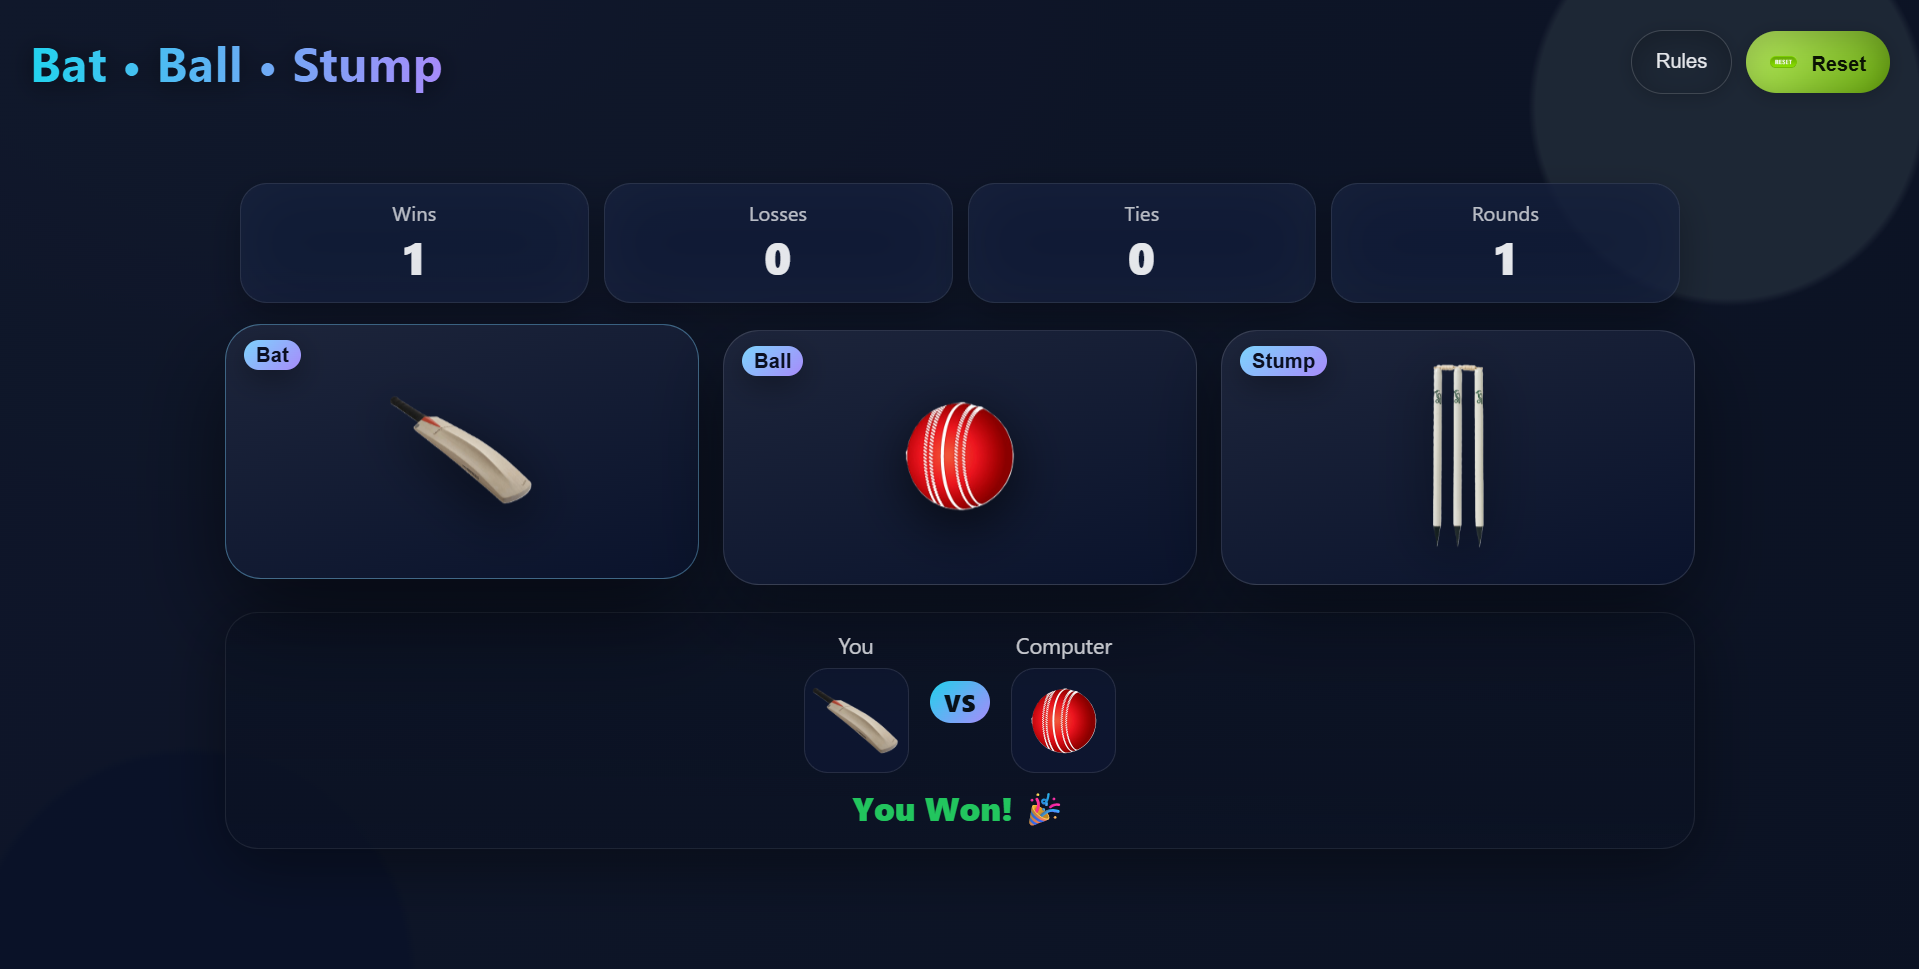 Bat • Ball • Stump
Rules
RESET Reset
Wins
1
Losses
0
Ties
0
Rounds
1
Bat
Ball
Stump
You
Computer
VS
You Won! 🎉